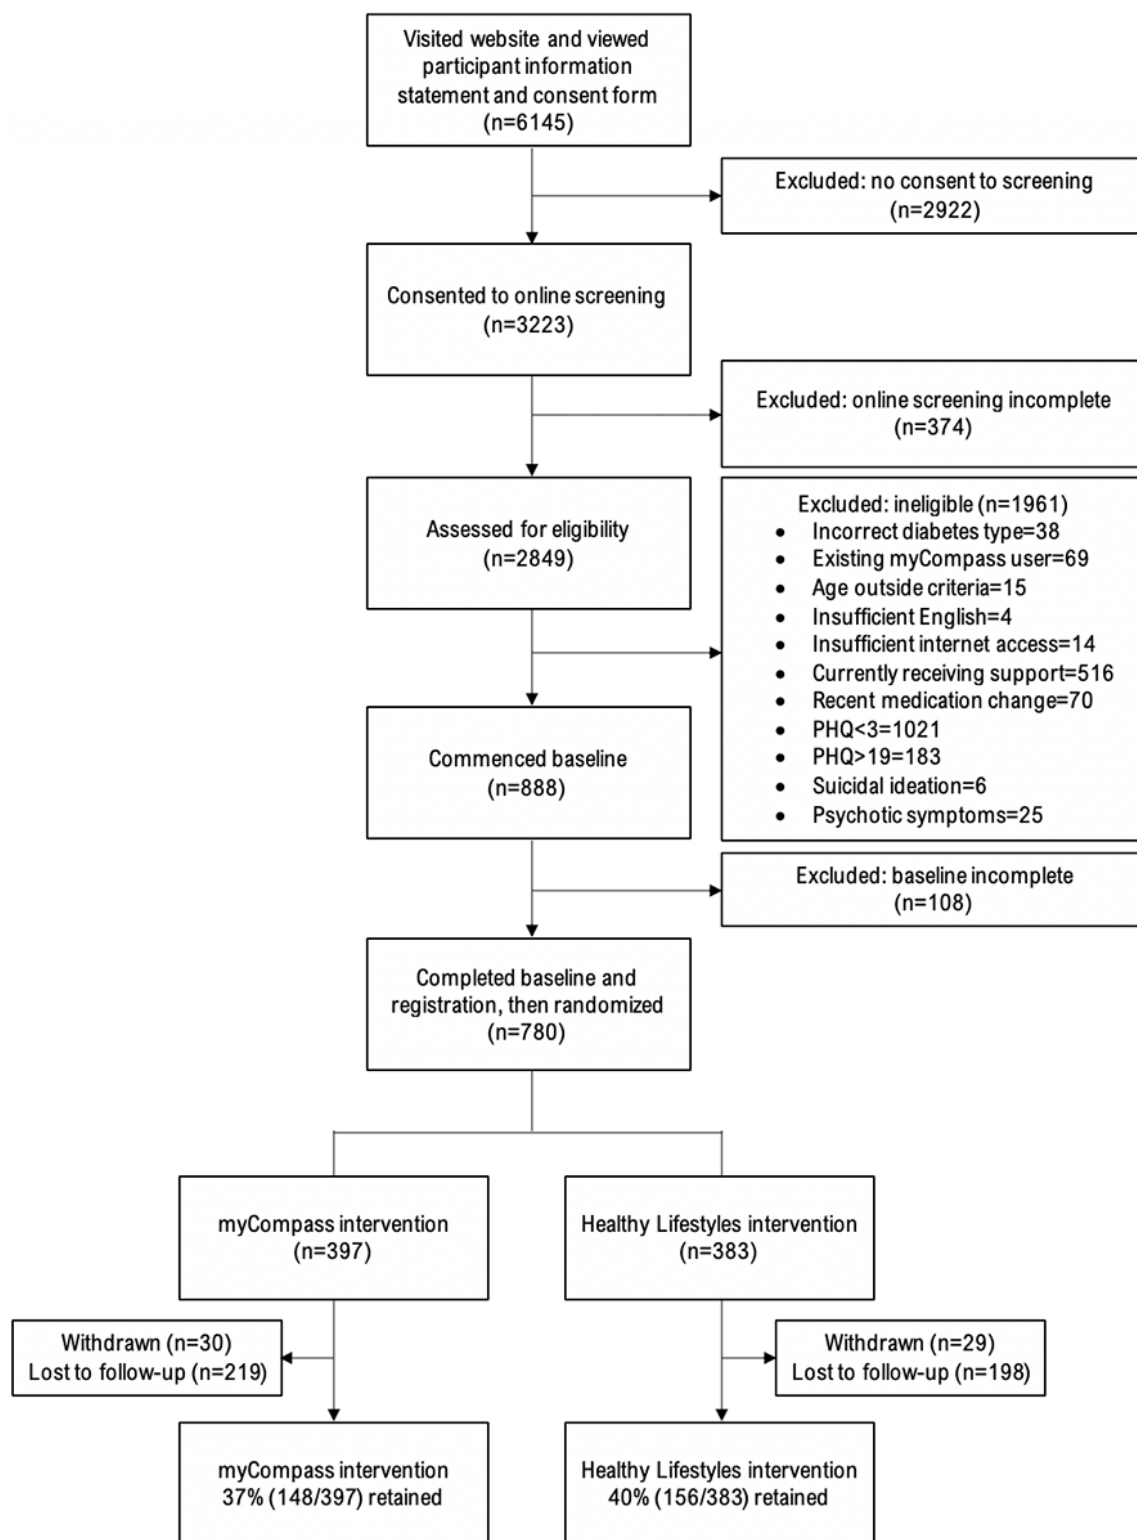 Visited website and viewed
participant information
statement and consent form
(n=6145)
Excluded: no consent to screening
(n=2922)
Consented to online screening
(n=3223)
Excluded: online screening incomplete
(n=374)
Assessed for eligibility
(n=2849)
Excluded: ineligible (n=1961)
• Incorrect diabetes type=38
• Existing myCompass user=69
• Age outside criteria=15
• Insufficient English=4
• Insufficient internet access=14
• Currently receiving support=516
• Recent medication change=70
• PHQ<3=1021
• PHQ>19=183
• Suicidal ideation=6
• Psychotic symptoms=25
Commenced baseline
(n=888)
Excluded: baseline incomplete
(n=108)
Completed baseline and
registration, then randomized
(n=780)
myCompass intervention
(n=397)
Healthy Lifestyles intervention
(n=383)
Withdrawn (n=30)
Lost to follow-up (n=219)
Withdrawn (n=29)
Lost to follow-up (n=198)
myCompass intervention
37% (148/397) retained
Healthy Lifestyles intervention
40% (156/383) retained